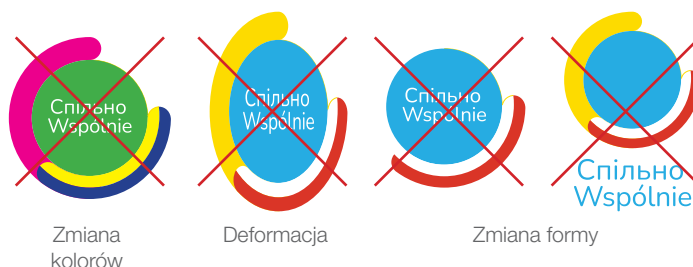 Спільно
Wspólnie
Спільно
Wspólnie
Спільно
Wspólnie
Спільно
Wspólnie
Zmiana
kolorów
Deformacja
Zmiana formy